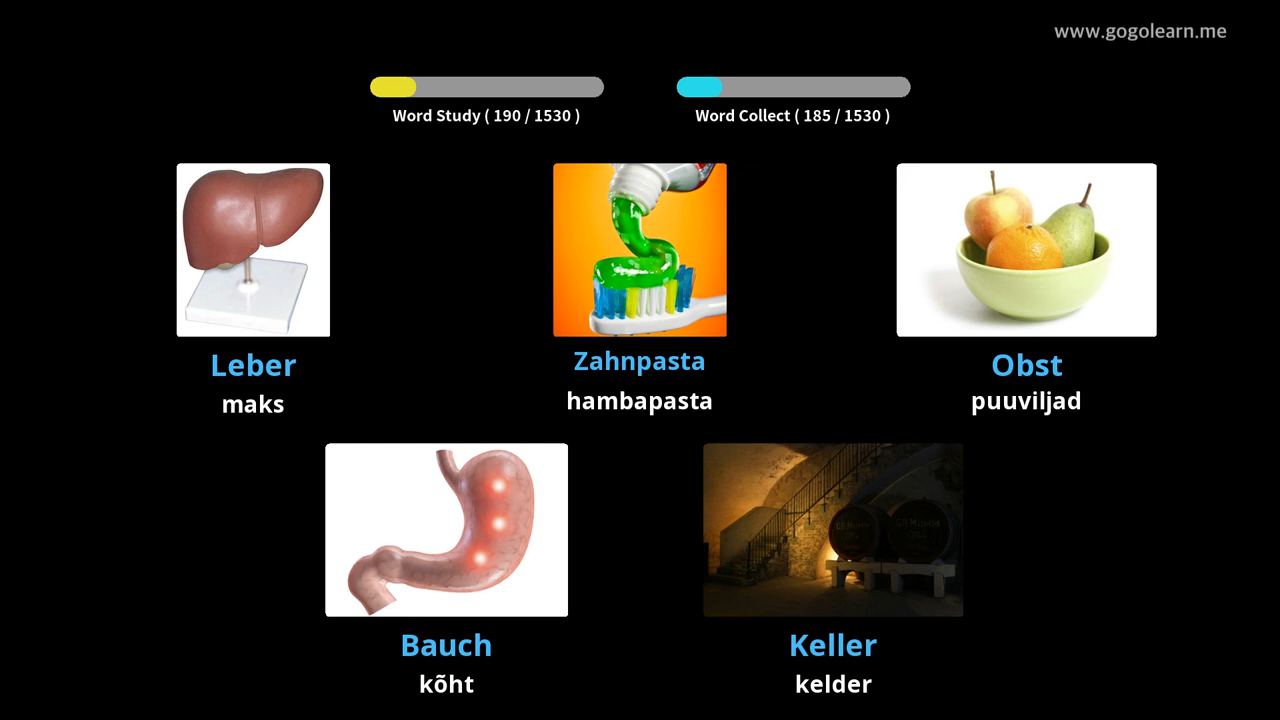 www.gogolearn.me
Word Study ( 190 / 1530 )
Word Collect ( 185 / 1530 )
Leber
maks
Zahnpasta
hambapasta
Obst
puuviljad
Bauch
kõht
Keller
kelder